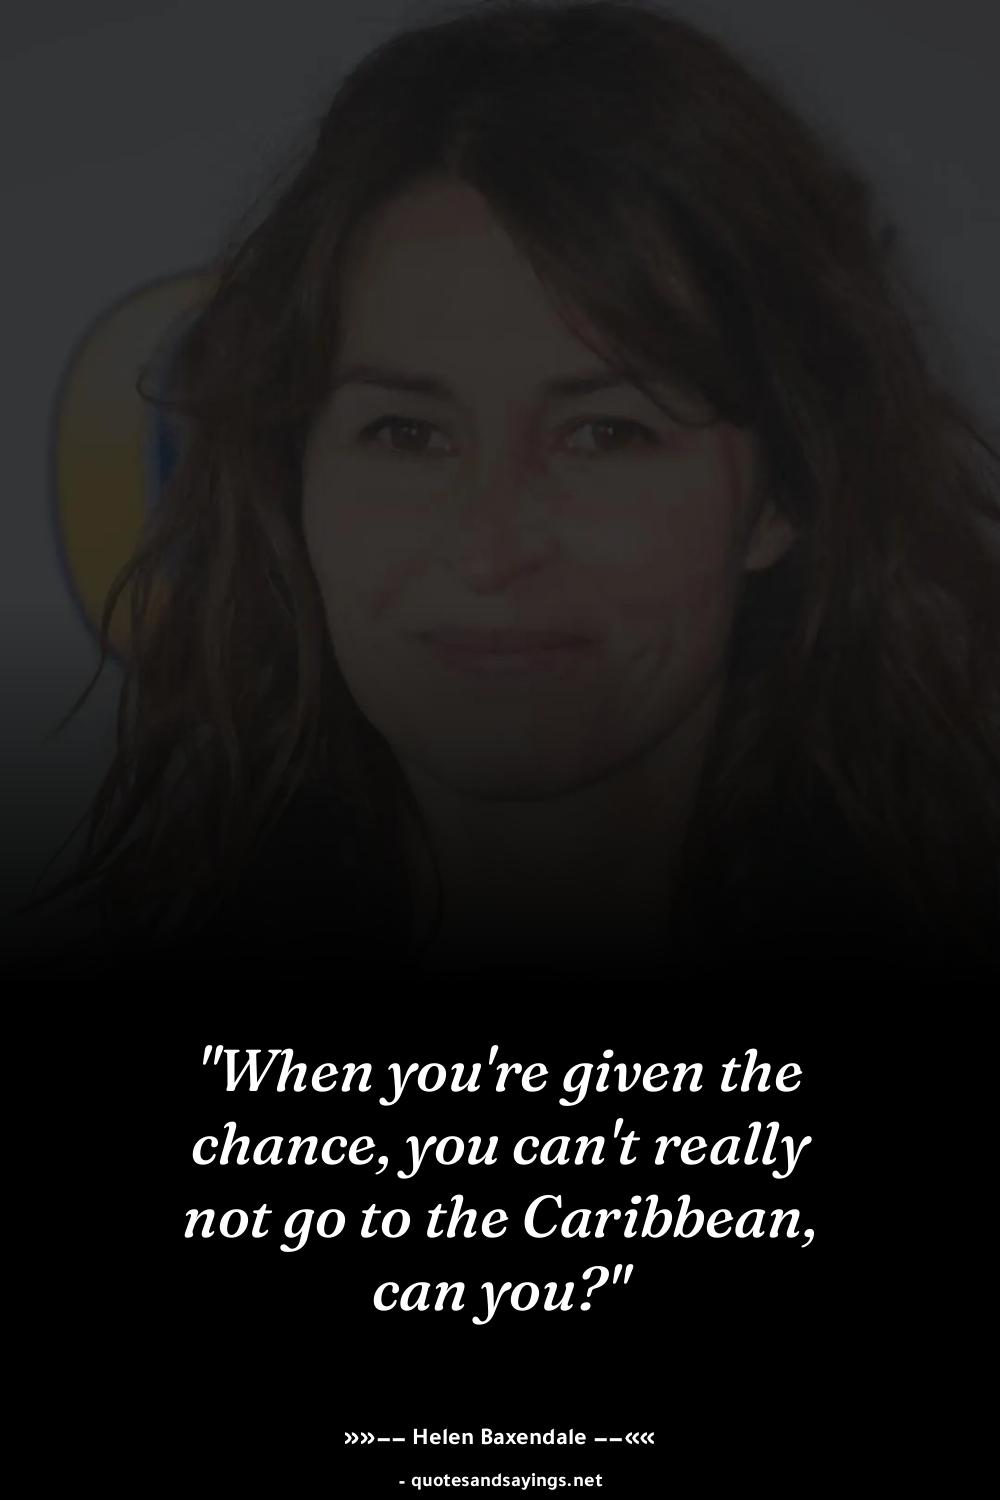 "When you're given the
chance, you can't really
not go to the Caribbean,
can you?"
»»–– Helen Baxendale ––««
- quotesandsayings.net